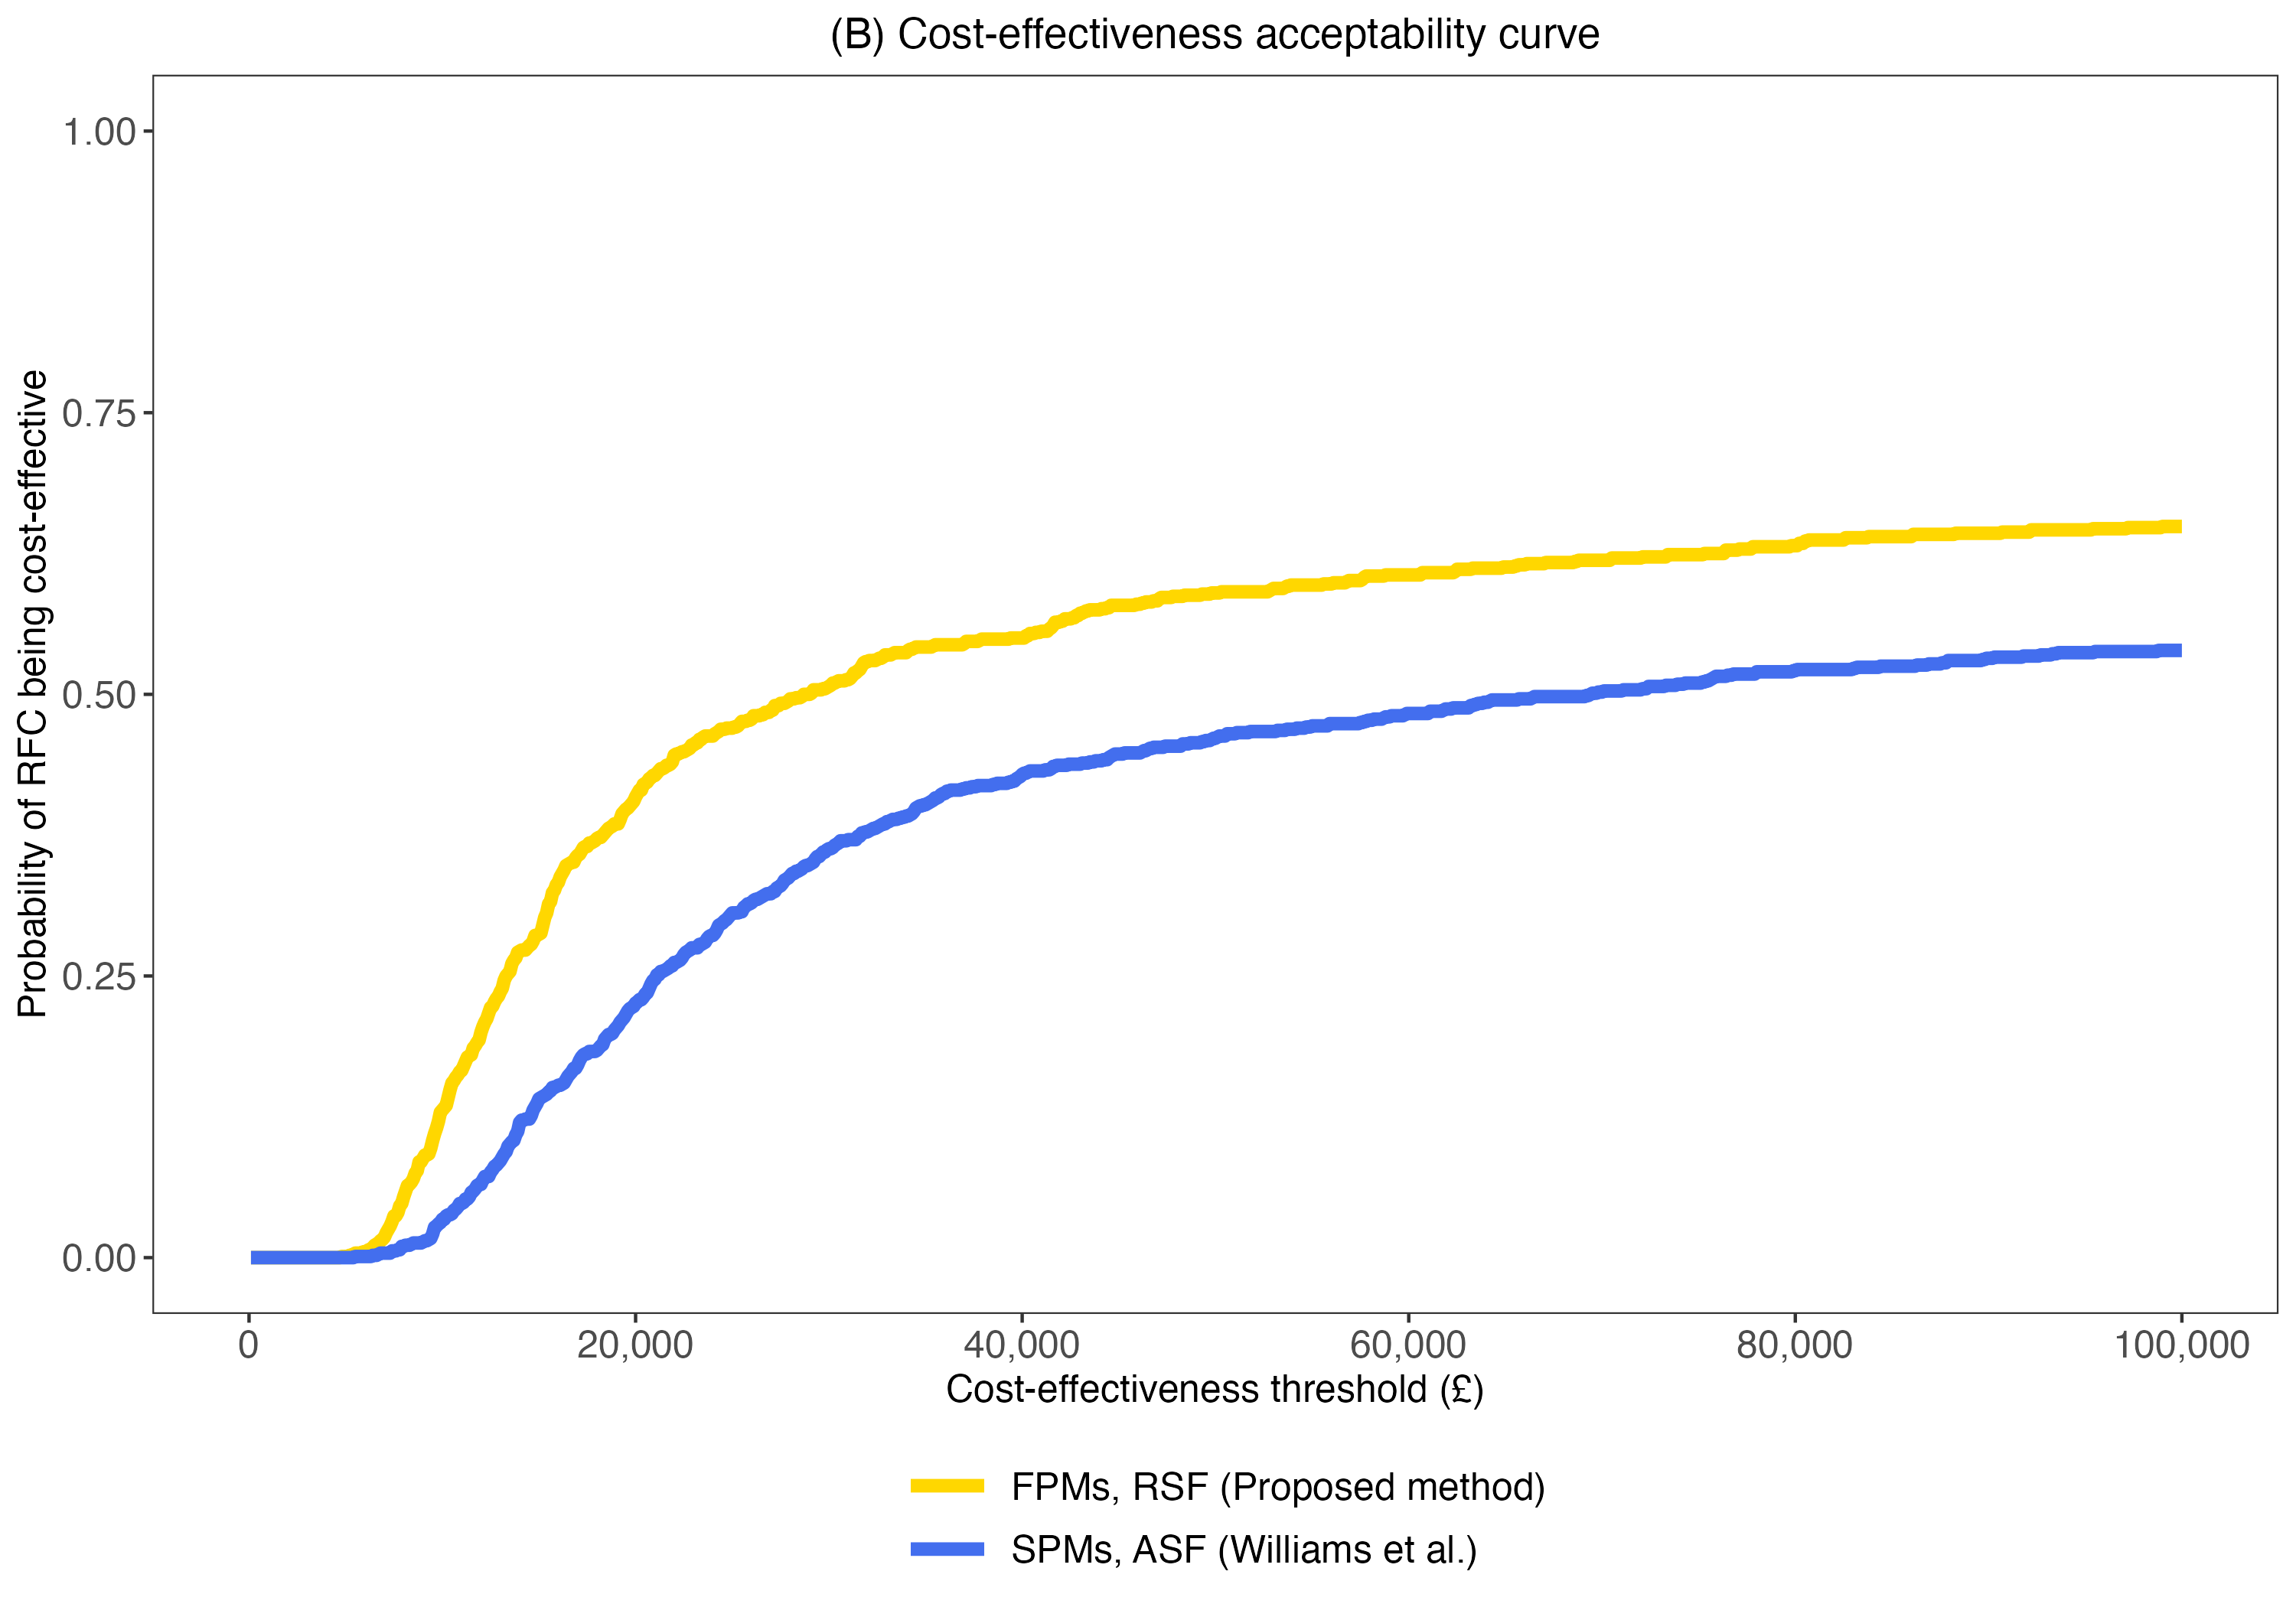 (B) Cost-effectiveness acceptability curve
Probability of RFC being cost-effective
1.00
0.75
0.50
0.25
0.00
0
20,000
40,000
60,000
80,000
100,000
Cost-effectiveness threshold (£)
FPMs, RSF (Proposed method)
SPMs, ASF (Williams et al.)